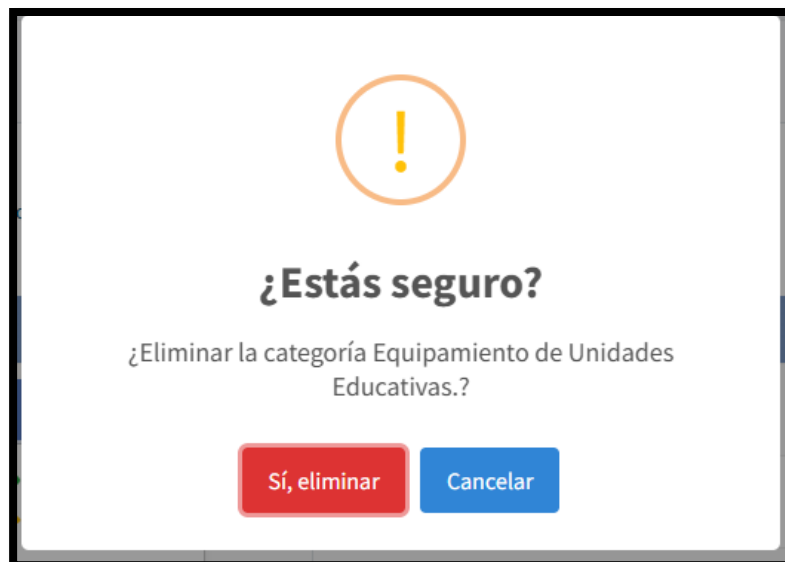 !
¿Estás seguro?
¿Eliminar la categoría Equipamiento de Unidades
Educativas.?
Sí, eliminar
Cancelar